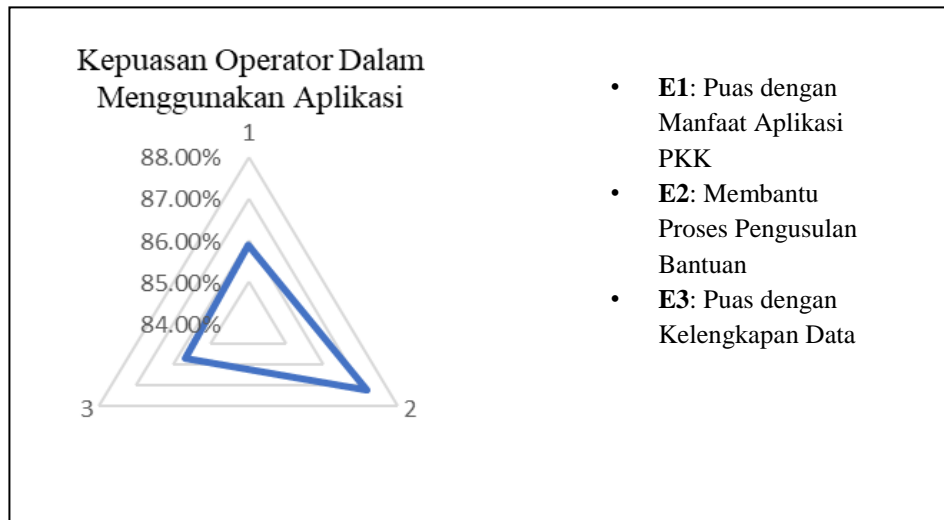 Kepuasan Operator Dalam
Menggunakan Aplikasi
1
88.00%
87.00%
86.00%
85.00%
84.00%
3
2
• E1: Puas dengan
Manfaat Aplikasi
PKK
• E2: Membantu
Proses Pengusulan
Bantuan
• E3: Puas dengan
Kelengkapan Data